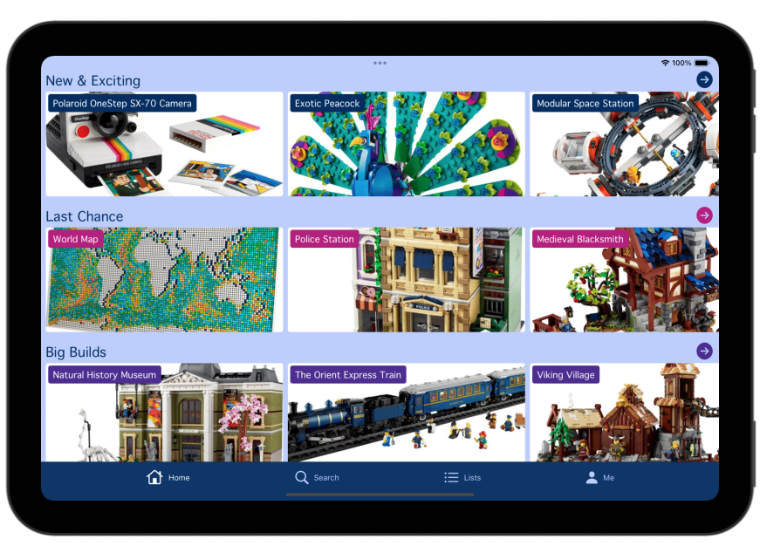 100%
New & Exciting
Polaroid OneStep SX-70 Camera
Exotic Peacock
Modular Space Station
Last Chance
World Map
Police Station
Medieval Blacksmith
Big Builds
Natural History Museum
The Orient Express Train
Viking Village
Home
Search
Lists
Me